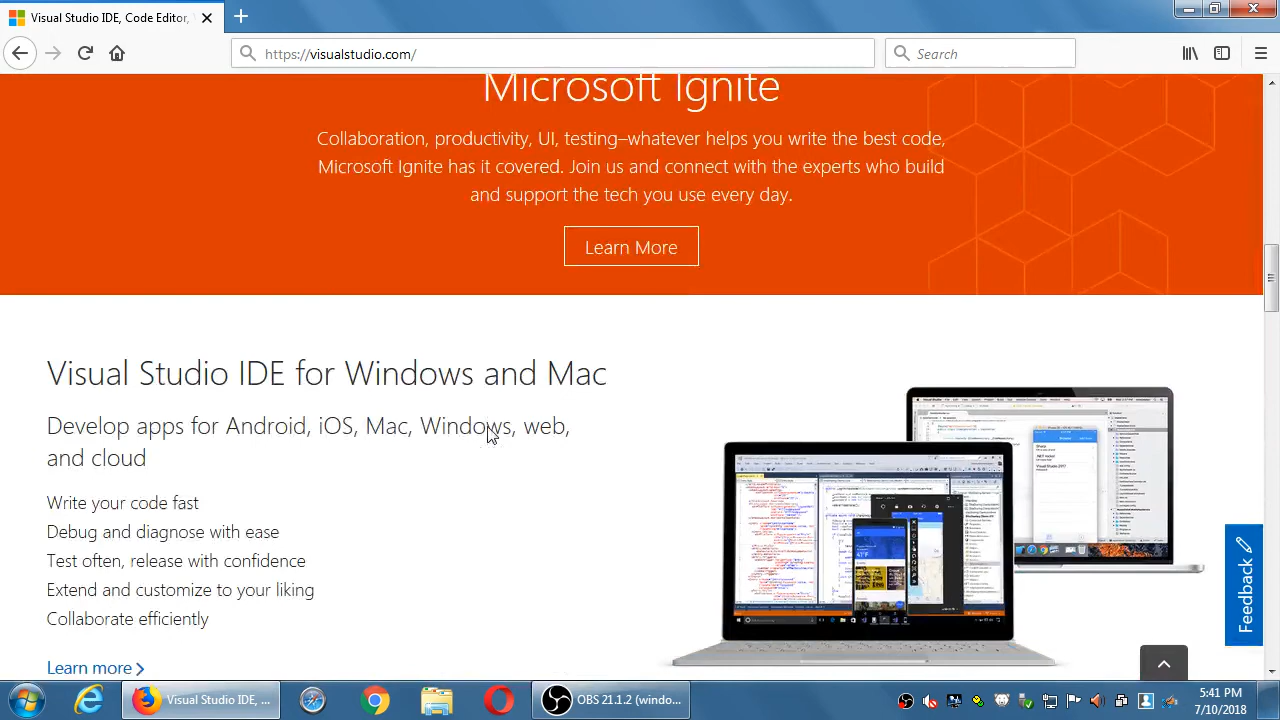 Visual Studio IDE, Code Editor,
https://visualstudio.com/
Search
Microsoft Ignite
Collaboration, productivity, UI, testing–whatever helps you write the best code,
Microsoft Ignite has it covered. Join us and connect with the experts who build
and support the tech you use every day.
Learn More
Visual Studio IDE for Windows and Mac
Develop apps for Android, iOS, Mac, Windows, web,
and cloud
your fast
Debug and diagnose with ease
release with confidence
and customize to your liking
Collaborate efficiently
Learn more
Feedback
Visual Studio IDE, ...
OBS 21.1.2 (windo...
5:41 PM
7/10/2018